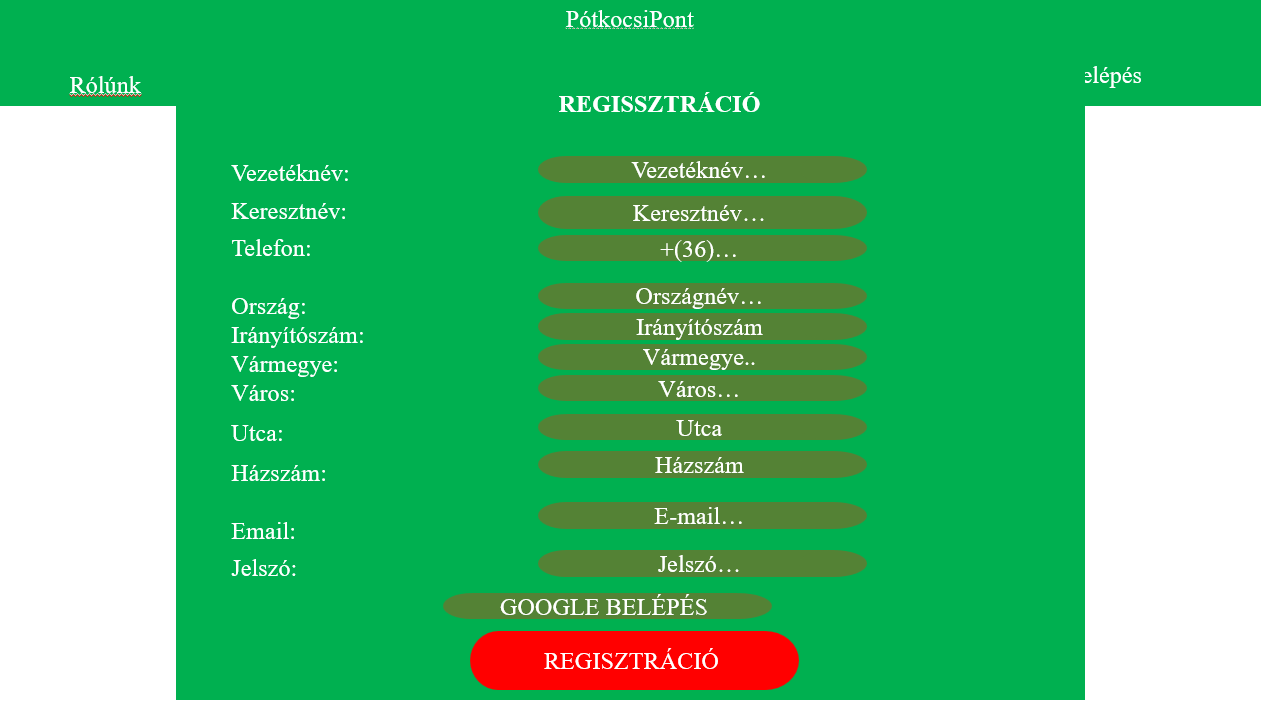 PótkocsiPont
Rólúnk
elépés
REGISSZTRÁCIÓ
Vezetéknév: Vezetéknév…
Keresztnév: Keresztnév…
Telefon: +(36)…
Ország: Országnév…
Irányítószám: Irányítószám
Vármegye: Vármegye..
Város: Város…
Utca: Utca
Házszám: Házszám
Email: E-mail…
Jelszó: Jelszó…
GOOGLE BELÉPÉS
REGISZTRÁCIÓ